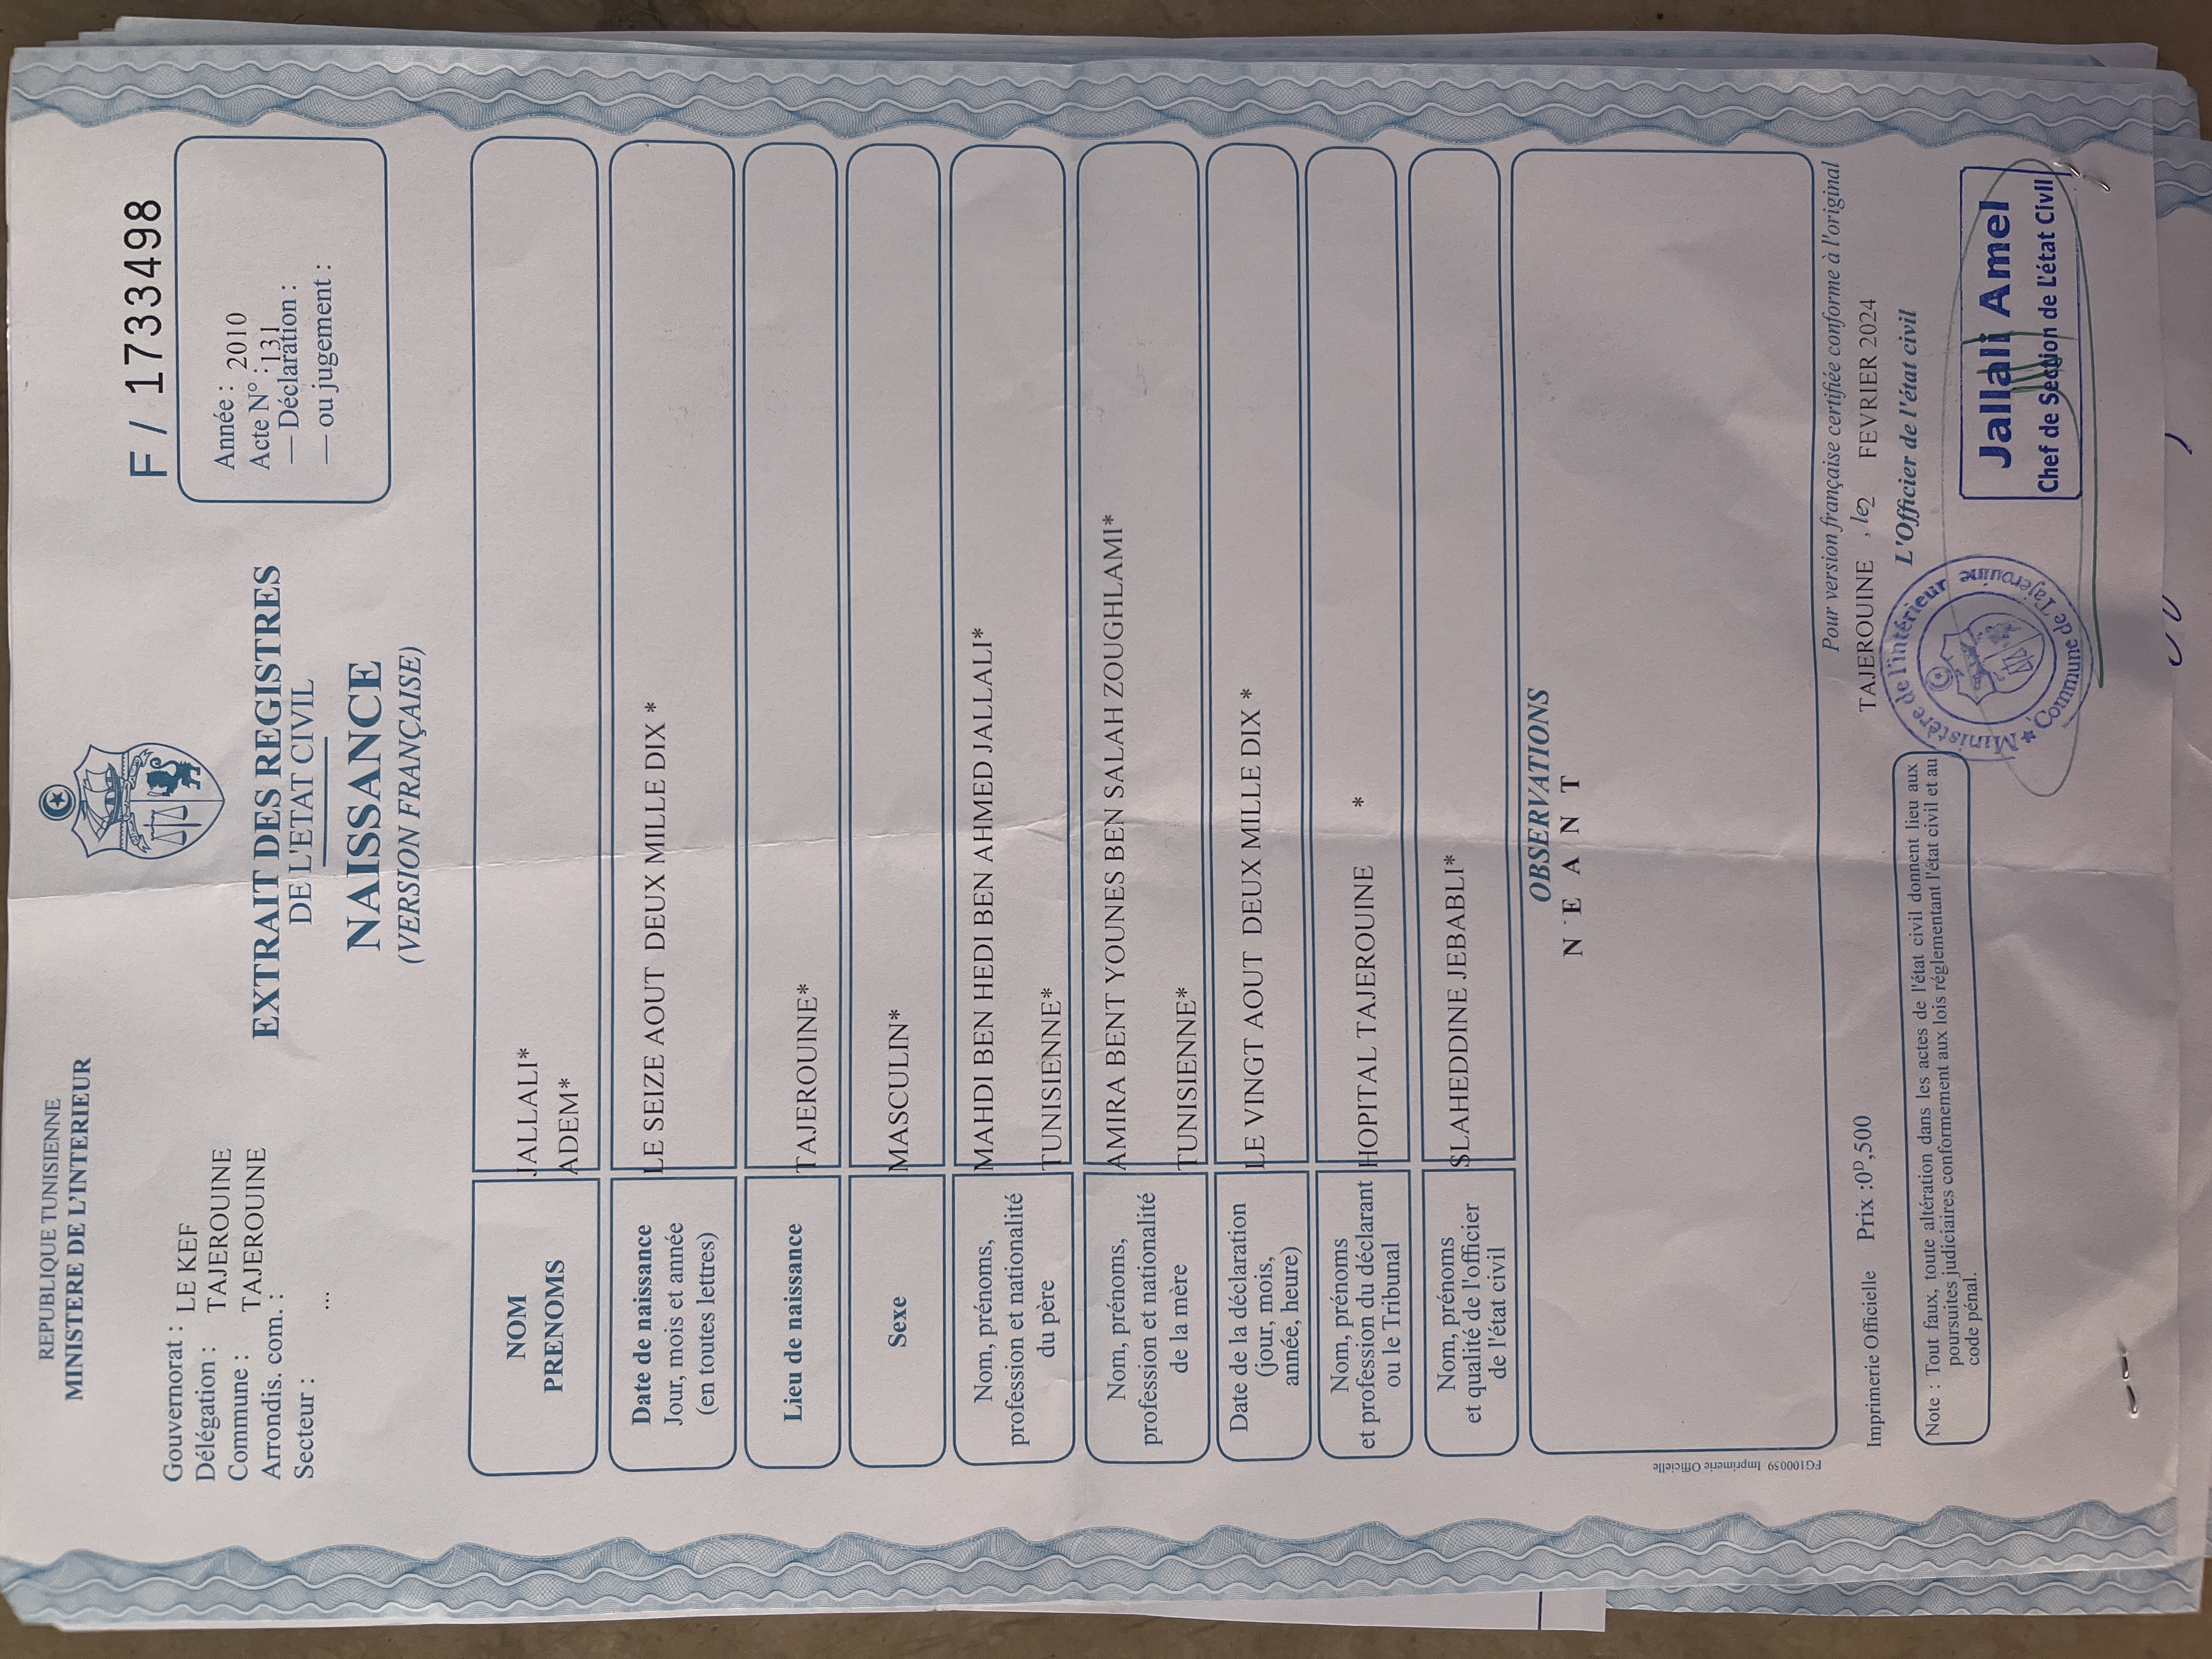 REPUBLIQUE TUNISIENNE
MINISTERE DE L'INTERIEUR
Gouvernorat : LE KEF
Délégation : TAJEROUINE
Commune : TAJEROUINE
Arrondis. com. :
Secteur : ...
EXTRAIT DES REGISTRES
DE L'ETAT CIVIL
NAISSANCE
(VERSION FRANÇAISE)
F / 1733498
Année : 2010
Acte N° : 131
— Déclaration :
— ou jugement :
NOM
PRENOMS
JALLALI*
ADEM*
Date de naissance
Jour, mois et année
(en toutes lettres)
LE SEIZE AOUT DEUX MILLE DIX *
Lieu de naissance
TAJEROUINE*
Sexe
MASCULIN*
Nom, prénoms,
profession et nationalité
du père
MAHDI BEN HEDI BEN AHMED JALLALI*
TUNISIENNE*
Nom, prénoms,
profession et nationalité
de la mère
AMIRA BENT YOUNES BEN SALAH ZOUGHLAMI*
TUNISIENNE*
Date de la déclaration
(jour, mois,
année, heure)
LE VINGT AOUT DEUX MILLE DIX *
Nom, prénoms
et profession du déclarant
ou le Tribunal
HOPITAL TAJEROUINE *
Nom, prénoms
et qualité de l'officier
de l'état civil
SLAHEDDINE JEBABLI*
OBSERVATIONS
N E A N T
FG100059 Imprimerie Officielle
Pour version française certifiée conforme à l'original
TAJEROUINE , le 2 FEVRIER 2024
L'Officier de l'état civil
Imprimerie Officielle Prix :0D,500
Note : Tout faux, toute altération dans les actes de l'état civil donnent lieu aux
poursuites judiciaires conformement aux lois réglementant l'état civil et au
code pénal.
Ministère de l'intérieur
Commune de Tajerouine
Jallali Amel
Chef de Section de L'état Civil